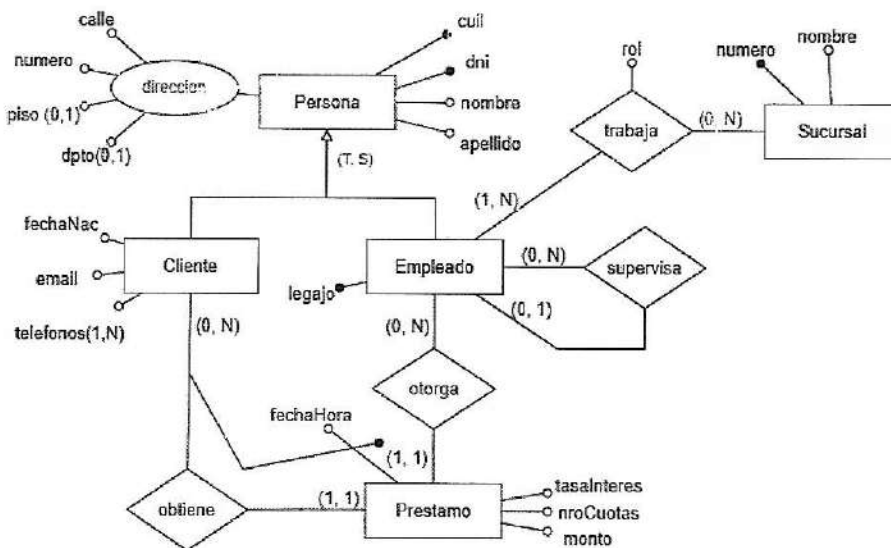 calle
cuil
numero
dni
direccion
Persona
nombre
piso (0,1)
apellido
dpto(0,1)
(T, S)
rol
numero
nombre
trabaja
(0, N)
Sucursal
(1, N)
fechaNac
Cliente
email
telefonos(1,N)
Empleado
legajo
(0, N)
supervisa
(0, 1)
(0, N)
(0, N)
otorga
fechaHora
(1, 1)
obtiene
(1, 1)
Prestamo
tasaInteres
nroCuotas
monto